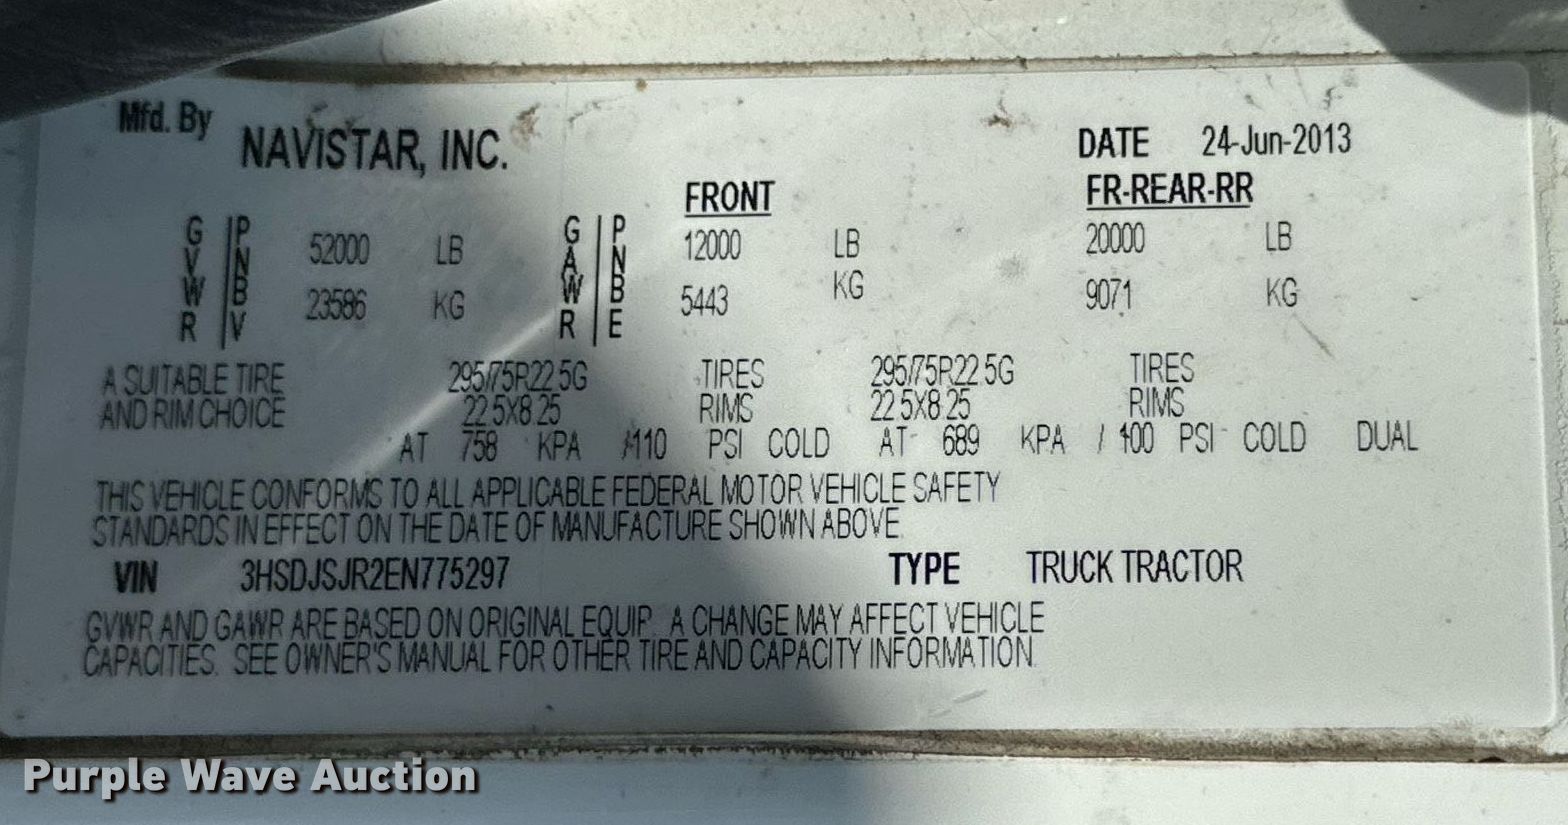 Mfd. By NAVISTAR, INC. DATE 24-Jun-2013
FRONT FR-REAR-RR
GVWR PNBV 52000 LB GAWR PNBE 12000 LB 20000 LB
23586 KG 5443 KG 9071 KG
A SUITABLE TIRE 295/75R22.5G TIRES 295/75R22.5G TIRES
AND RIM CHOICE 22.5X8.25 RIMS 22.5X8.25 RIMS
AT 758 KPA /110 PSI COLD AT 689 KPA / 100 PSI COLD DUAL
THIS VEHICLE CONFORMS TO ALL APPLICABLE FEDERAL MOTOR VEHICLE SAFETY
STANDARDS IN EFFECT ON THE DATE OF MANUFACTURE SHOWN ABOVE.
VIN 3HSDJSJR2EN775297 TYPE TRUCK TRACTOR
GVWR AND GAWR ARE BASED ON ORIGINAL EQUIP. A CHANGE MAY AFFECT VEHICLE
CAPACITIES. SEE OWNER'S MANUAL FOR OTHER TIRE AND CAPACITY INFORMATION.
Purple Wave Auction